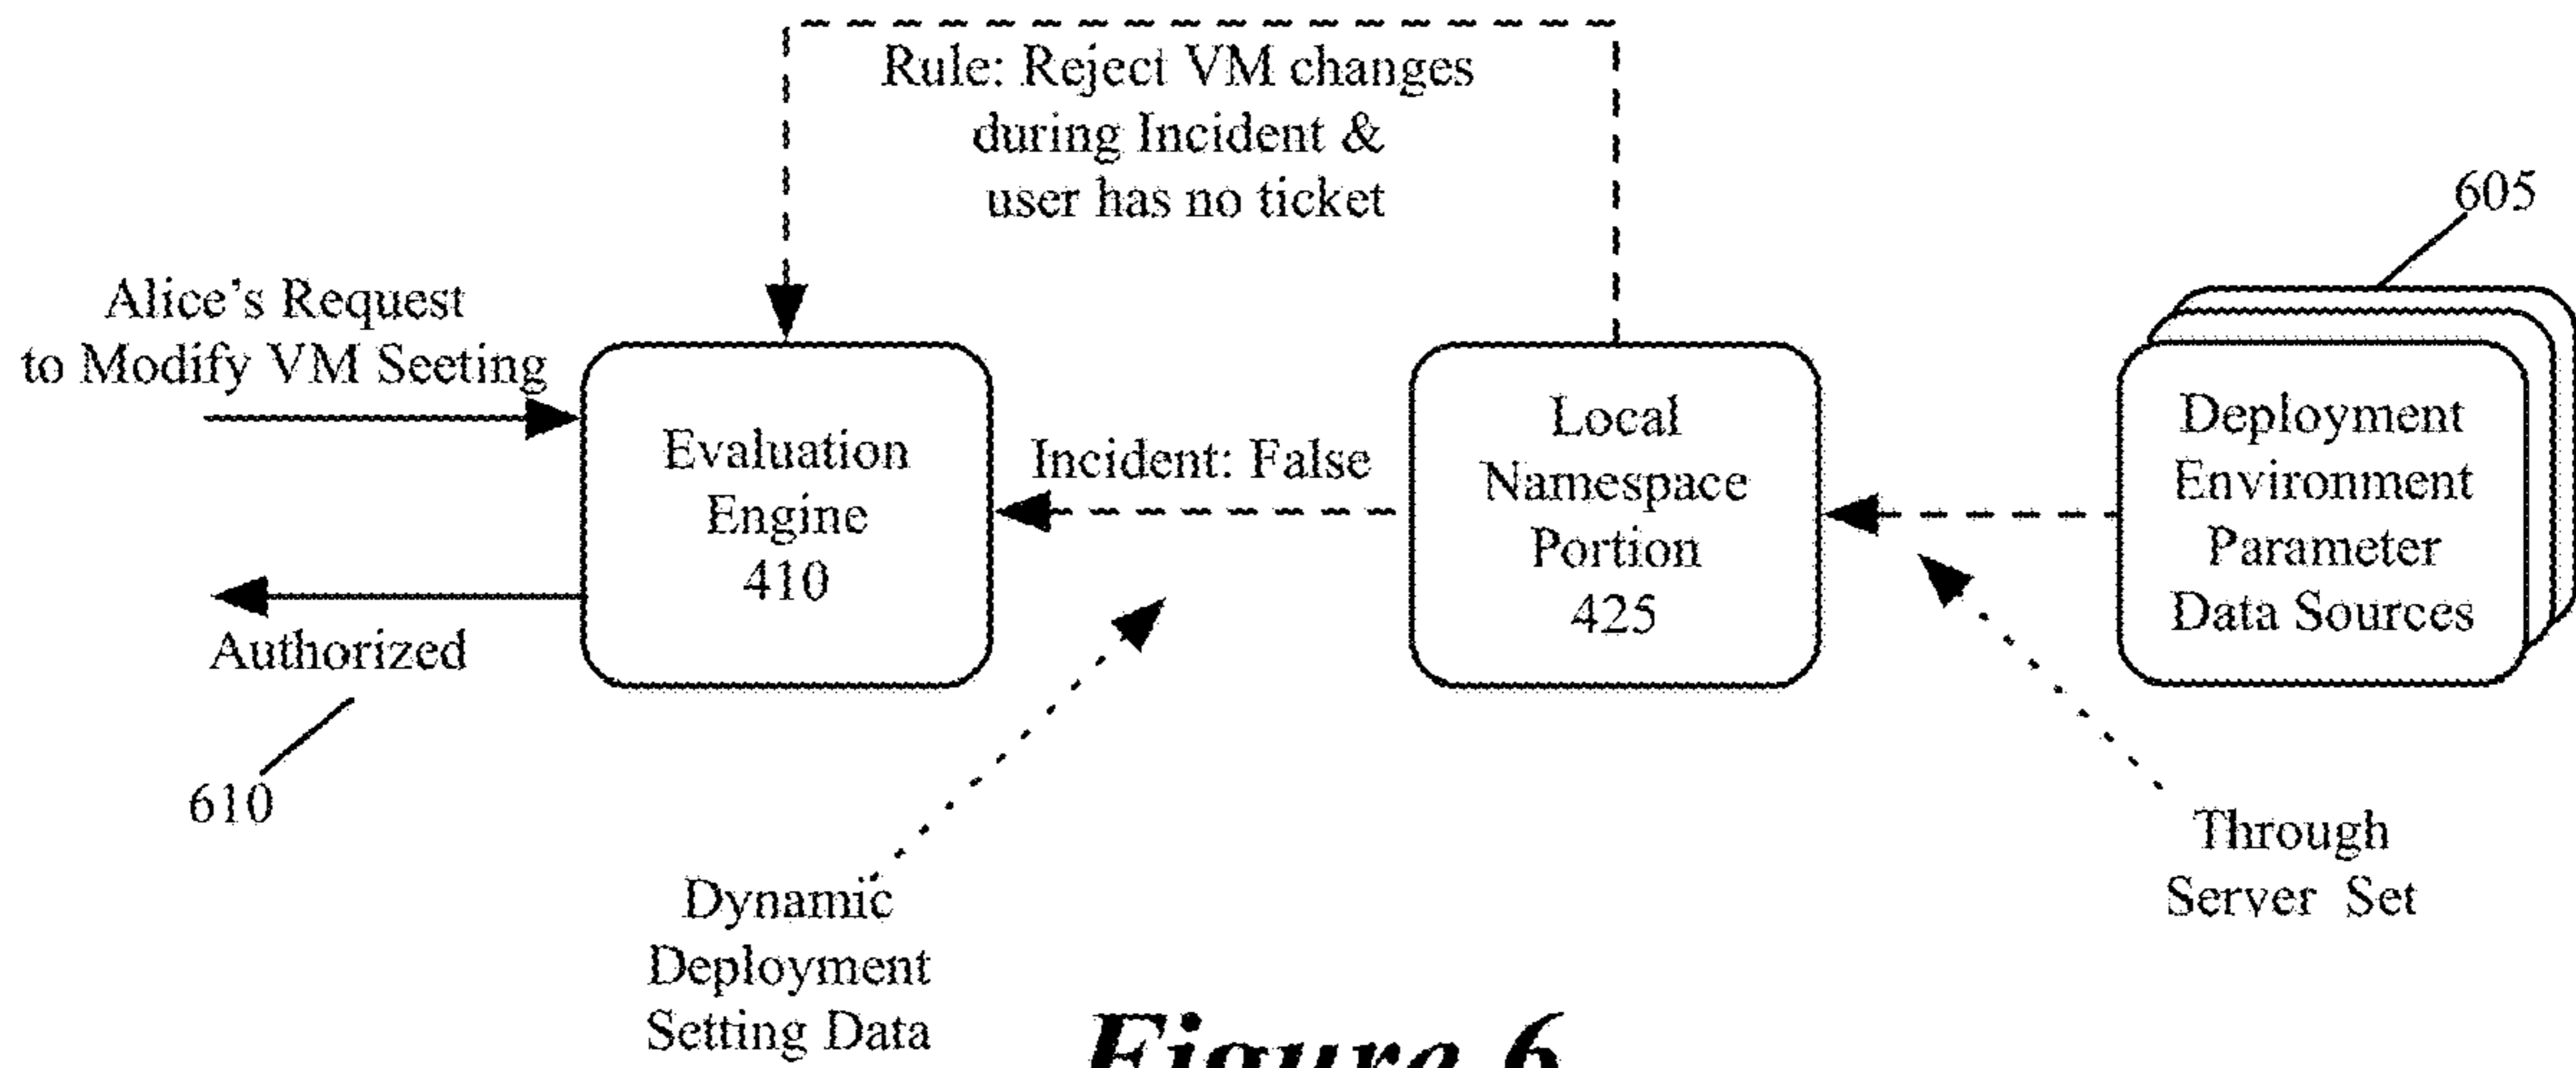 Rule: Reject VM changes
during Incident &
user has no ticket
605
Alice's Request
to Modify VM Seeting
Evaluation
Engine
410
Incident: False
Local
Namespace
Portion
425
Deployment
Environment
Parameter
Data Sources
Authorized
610
Dynamic
Deployment
Setting Data
Through
Server Set
Figure 6